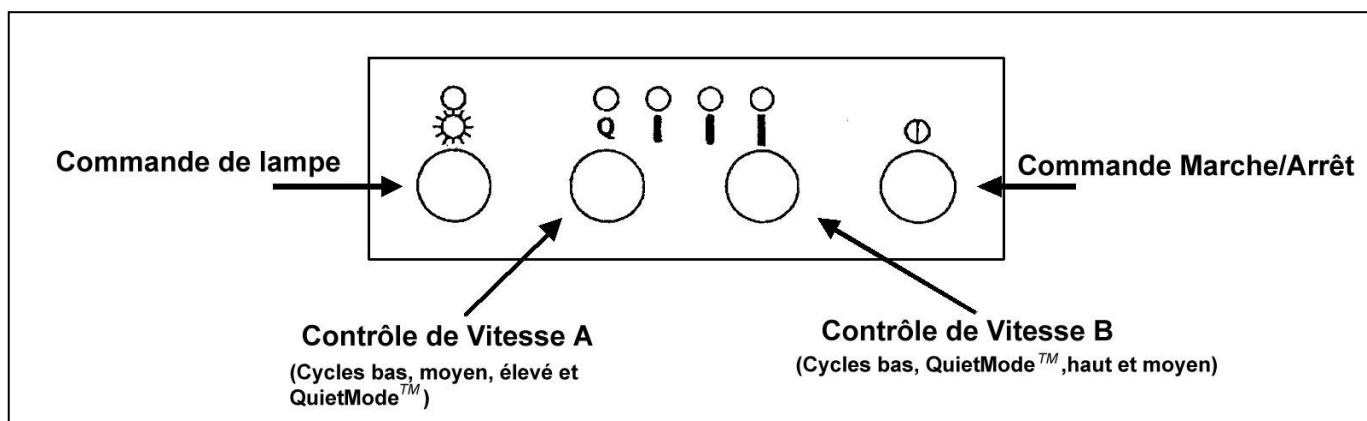 Q
Commande de lampe
Commande Marche/Arrêt
Contrôle de Vitesse A
(Cycles bas, moyen, élevé et
QuietMode™)
Contrôle de Vitesse B
(Cycles bas, QuietMode™,haut et moyen)